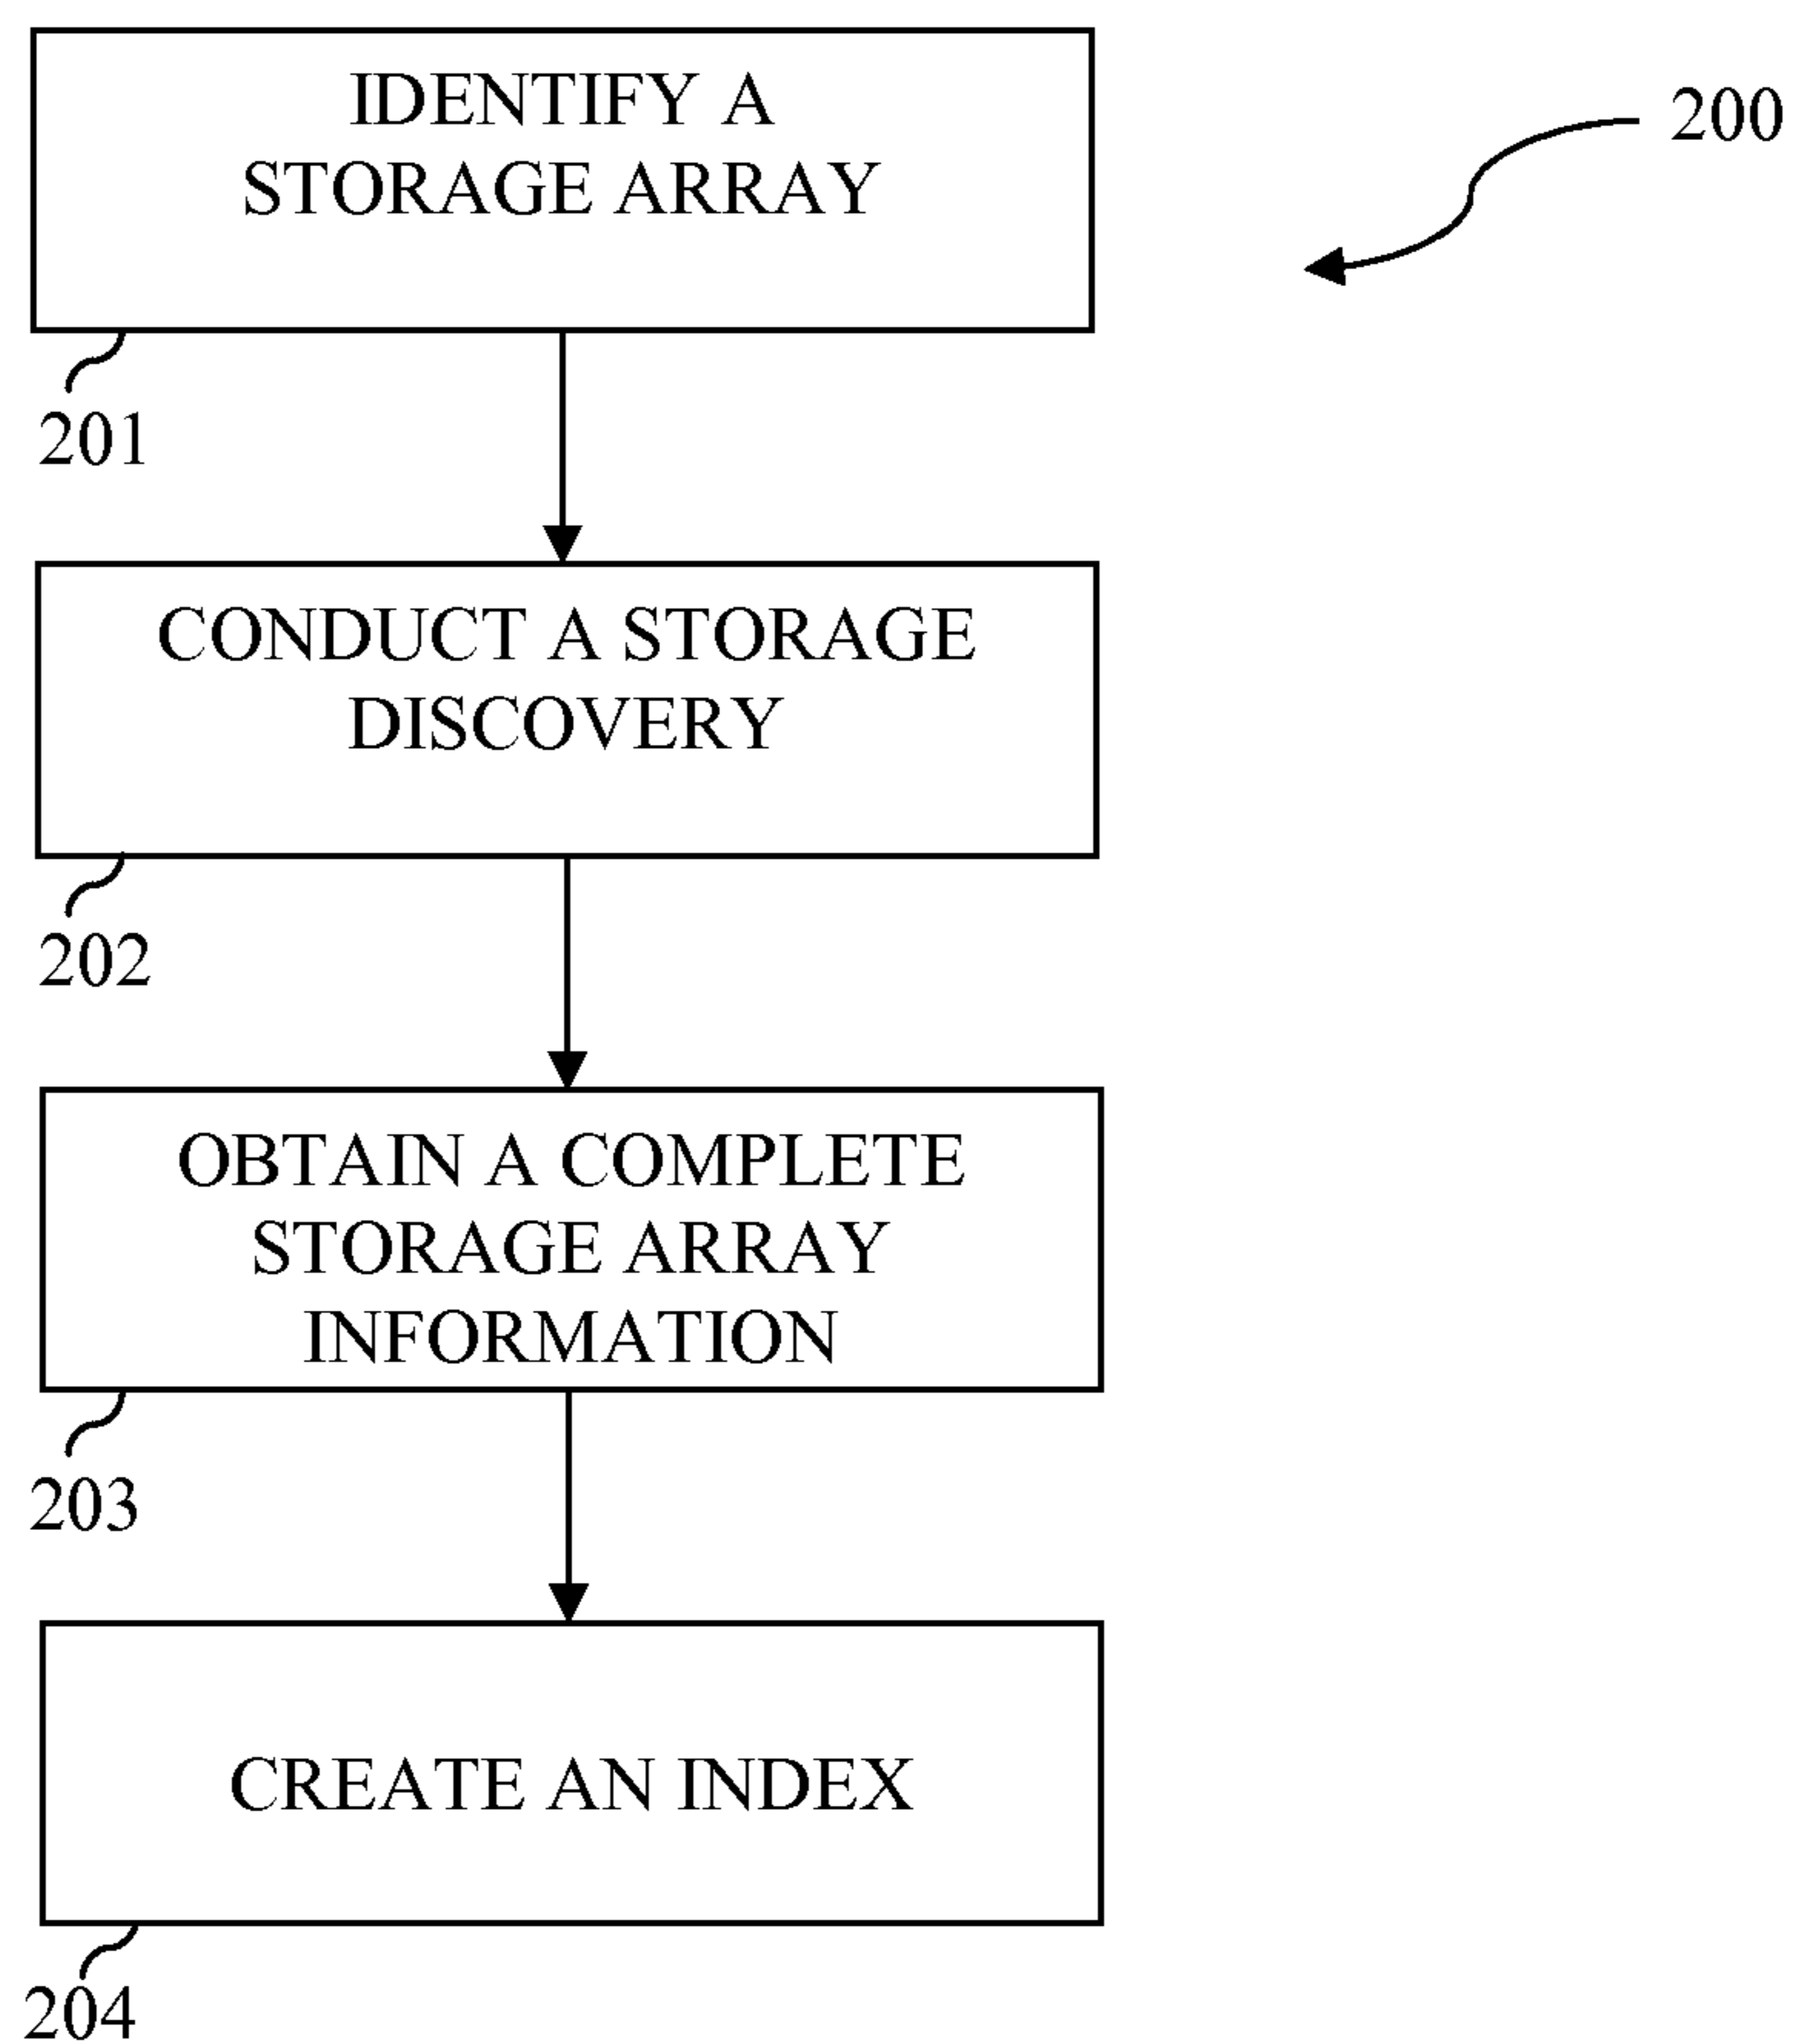 IDENTIFY A
STORAGE ARRAY
200
201
CONDUCT A STORAGE
DISCOVERY
202
OBTAIN A COMPLETE
STORAGE ARRAY
INFORMATION
203
CREATE AN INDEX
204